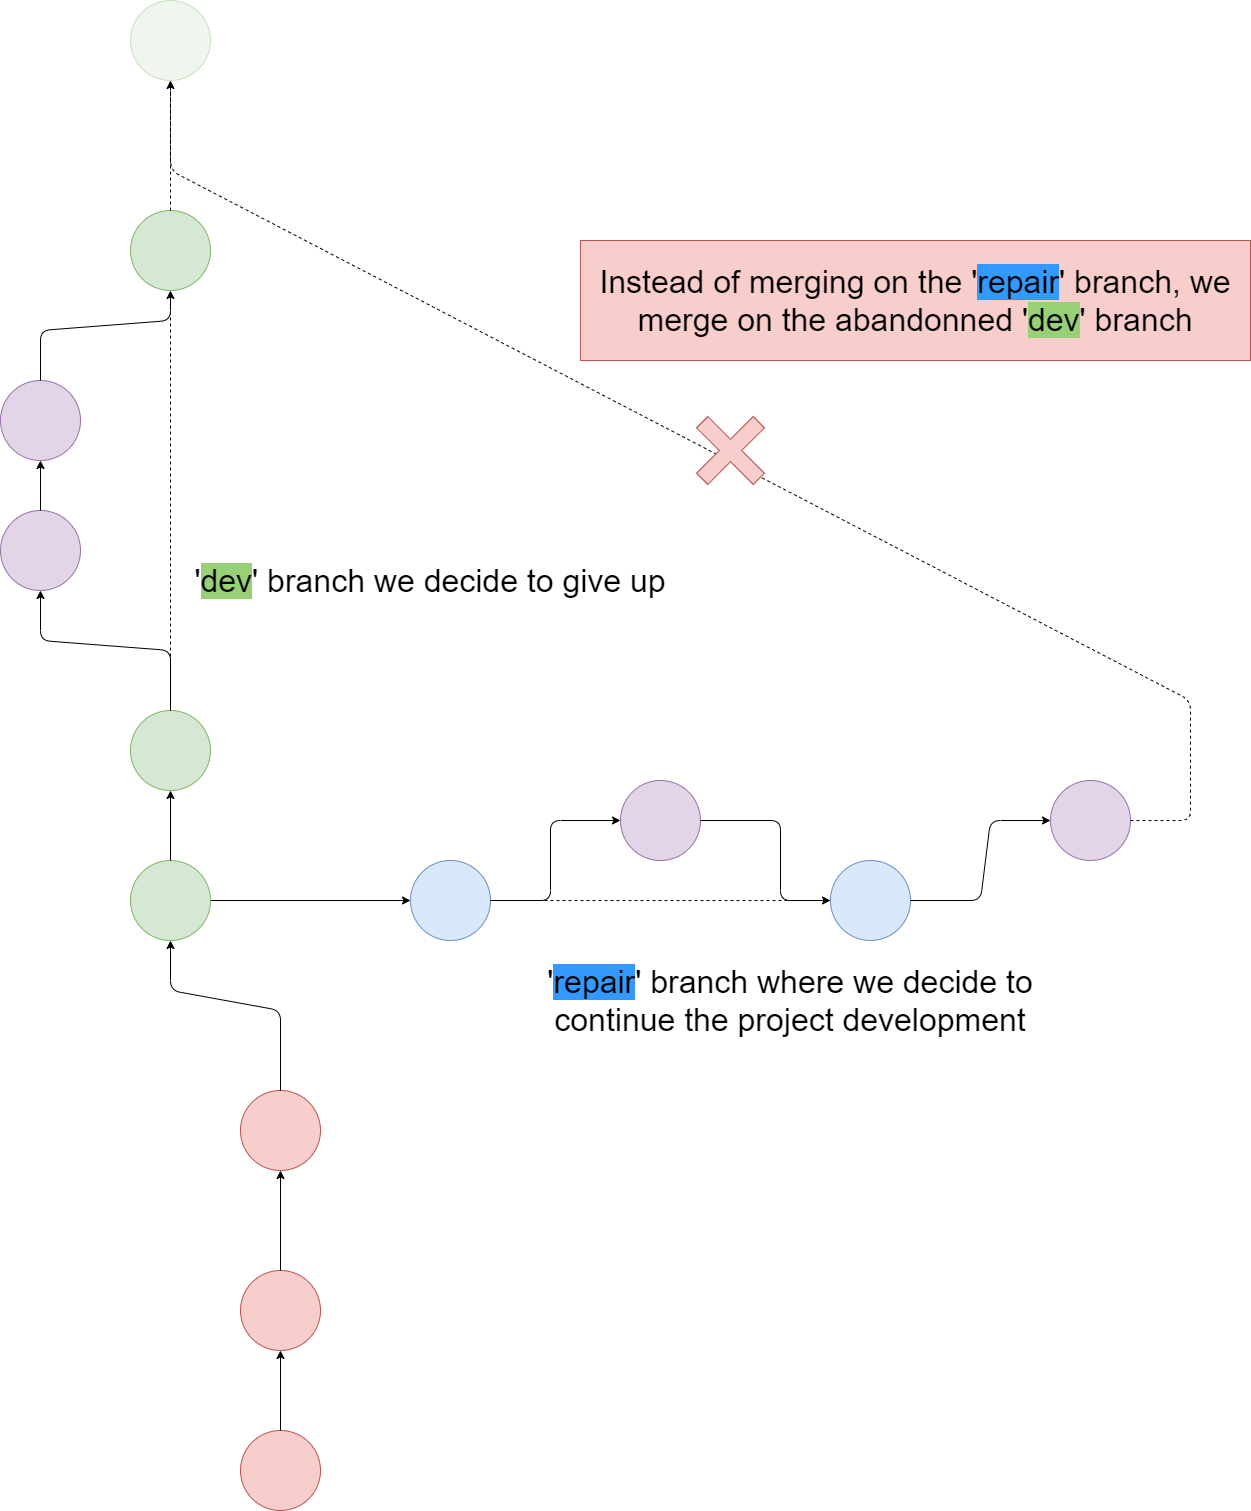 Instead of merging on the 'repair' branch, we
merge on the abandonned 'dev' branch
'dev' branch we decide to give up
'repair' branch where we decide to
continue the project development